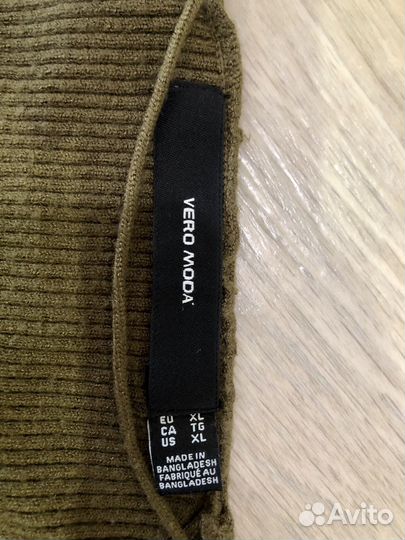 VERO MODA
EU XL
CA TG
US XL
MADE IN
BANGLADESH
FABRIQUÉ AU
BANGLADESH
Avito